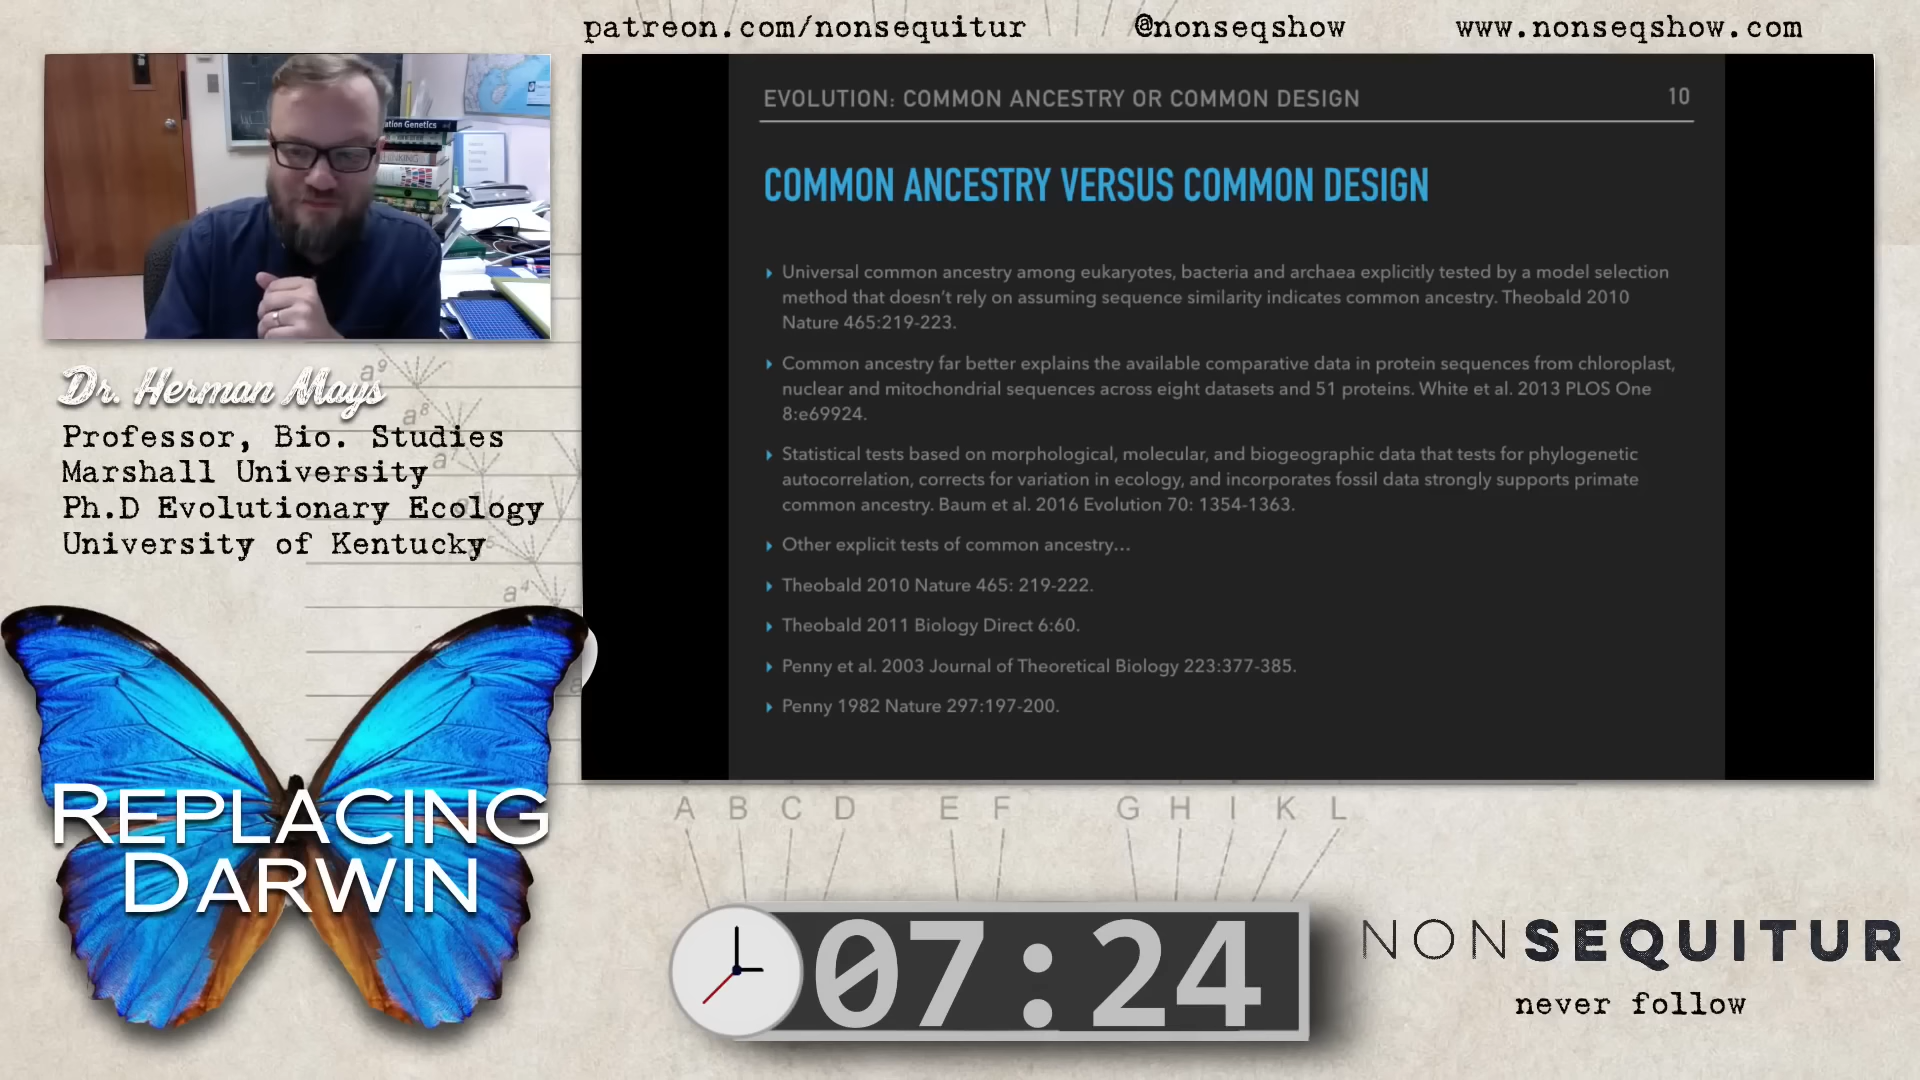 patreon.com/nonsequitur
@nonseqshow
www.nonseqshow.com
EVOLUTION: COMMON ANCESTRY OR COMMON DESIGN
10
COMMON ANCESTRY VERSUS COMMON DESIGN
Universal common ancestry among eukaryotes, bacteria and archaea explicitly tested by a model selection
method that doesn't rely on assuming sequence similarity indicates common ancestry. Theobald 2010
Nature 465:219-223.
Common ancestry far better explains the available comparative data in protein sequences from chloroplast,
nuclear and mitochondrial sequences across eight datasets and 51 proteins. White et al. 2013 PLOS One
8:e69924.
Statistical tests based on morphological, molecular, and biogeographic data that tests for phylogenetic
autocorrelation, corrects for variation in ecology, and incorporates fossil data strongly supports primate
common ancestry. Baum et al. 2016 Evolution 70: 1354-1363.
Other explicit tests of common ancestry...
Theobald 2010 Nature 465: 219-222.
Theobald 2011 Biology Direct 6:60.
Penny et al. 2003 Journal of Theoretical Biology 223:377-385.
Penny 1982 Nature 297:197-200.
ation Genetics
Dr. Herman Mays
Professor, Bio. Studies
Marshall University
Ph.D Evolutionary Ecology
University of Kentucky
a9
a8
a7
a4
REPLACING
DARWIN
A B C D E F G H I K L
07:24
NONSEQUITUR
never follow